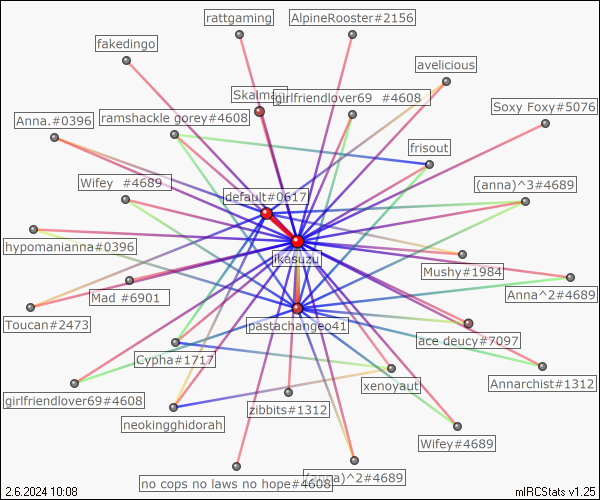 rattgaming
AlpineRooster#2156
fakedingo
avelicious
Skalman
girlfriendlover69 #4608
Soxy Foxy#5076
Anna.#0396
ramshackle gorey#4608
frisout
Wifey #4689
(anna)^3#4689
default#0617
hypomanianna#0396
ikasuzu
Mushy#1984
Mad #6901
Anna^2#4689
Toucan#2473
pastachangeo41
ace deucy#7097
Cypha#1717
xenoyaut
Annarchist#1312
girlfriendlover69#4608
zibbits#1312
neokingghidorah
Wifey#4689
no cops no laws no hope#4608
(anna)^2#4689
2.6.2024 10:08
mIRCStats v1.25